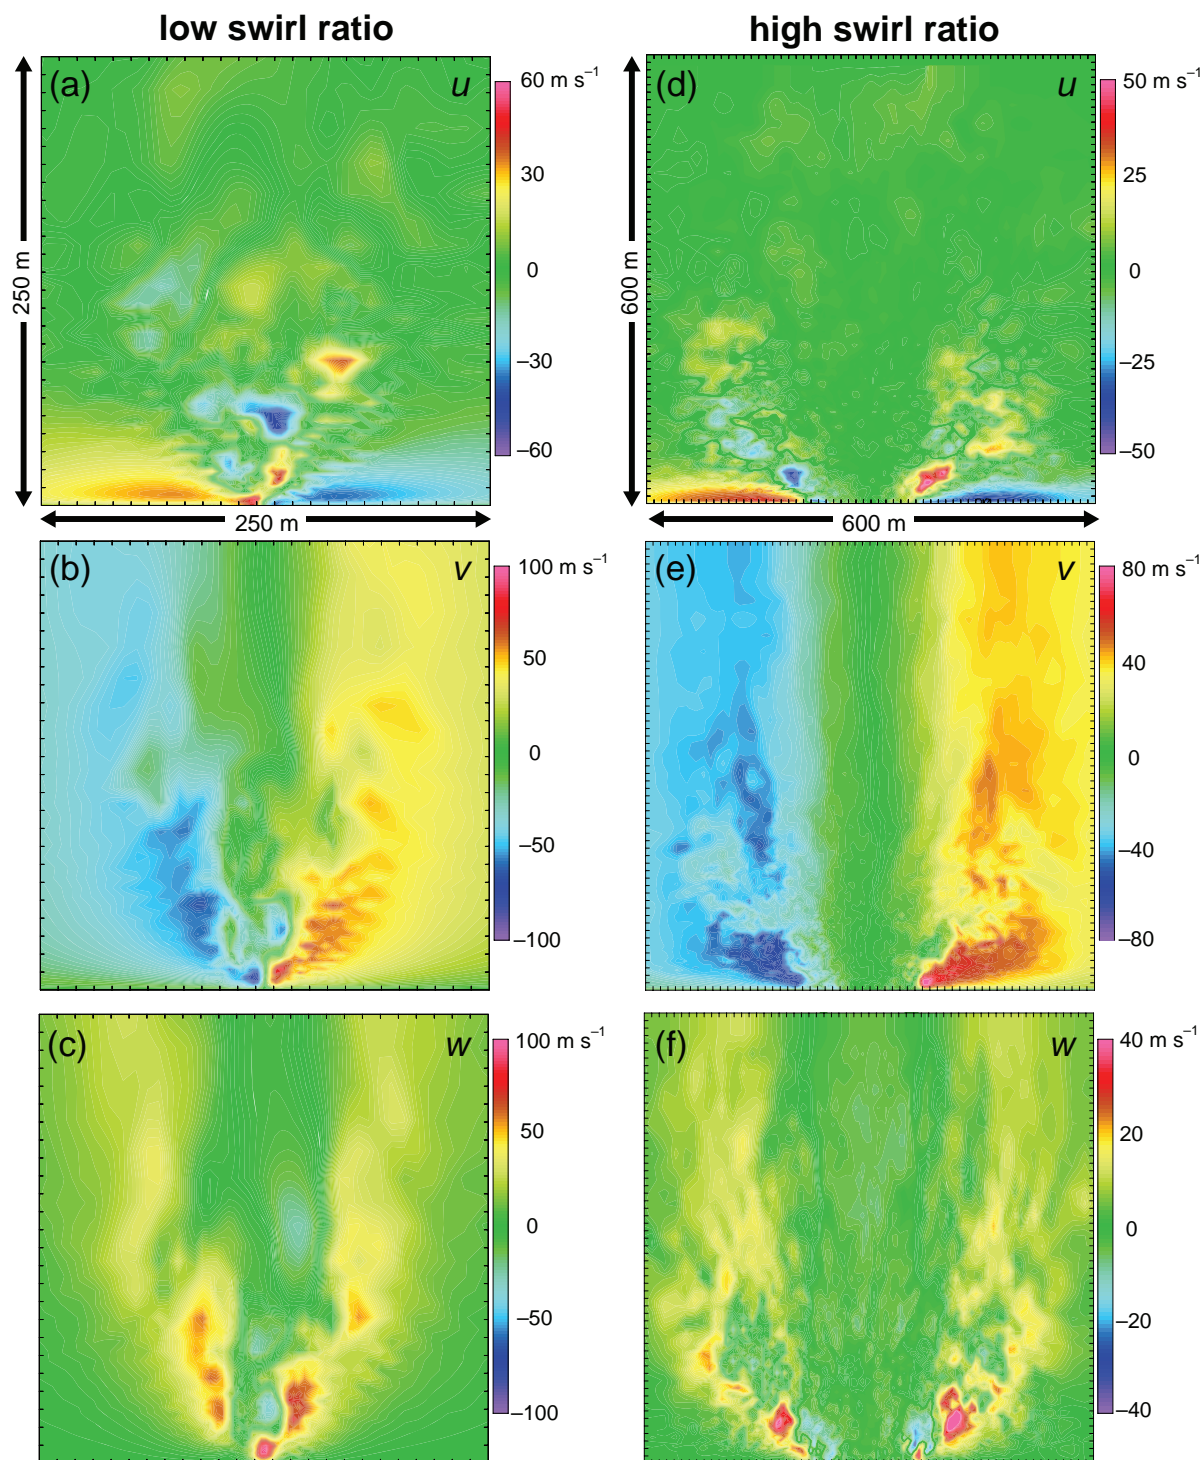 low swirl ratio
high swirl ratio
(a)
u
60 m s⁻¹
30
0
–30
–60
250 m
250 m
(d)
u
50 m s⁻¹
25
0
–25
–50
600 m
600 m
(b)
v
100 m s⁻¹
50
0
–50
–100
(e)
v
80 m s⁻¹
40
0
–40
–80
(c)
w
100 m s⁻¹
50
0
–50
–100
(f)
w
40 m s⁻¹
20
0
–20
–40